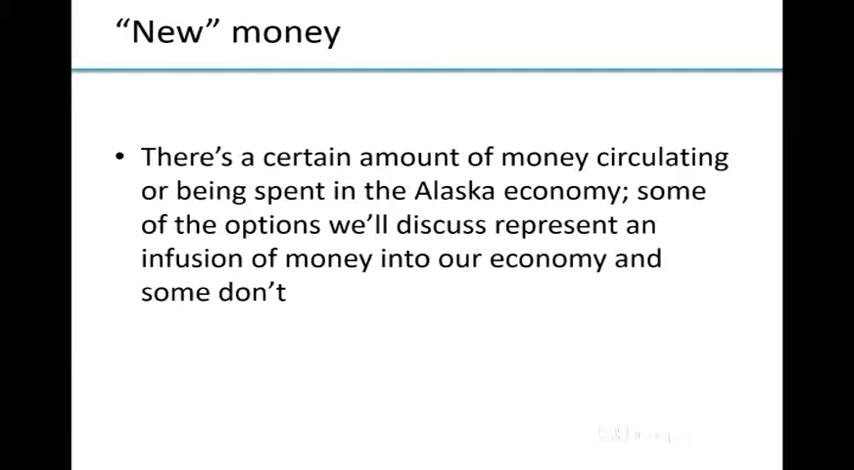 “New” money
• There’s a certain amount of money circulating
or being spent in the Alaska economy; some
of the options we’ll discuss represent an
infusion of money into our economy and
some don’t